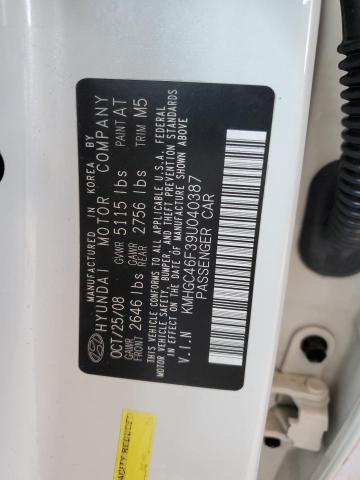 MANUFACTURED IN KOREA BY
HYUNDAI MOTOR COMPANY
OCT/25/08 GVWR 5115 lbs PAINT AT
GAWR FRONT 2646 lbs GAWR REAR 2756 lbs TRIM M5
THIS VEHICLE CONFORMS TO ALL APPLICABLE U.S.A. FEDERAL
MOTOR VEHICLE SAFETY, BUMPER, AND THEFT PREVENTION STANDARDS
IN EFFECT ON THE DATE OF MANUFACTURE SHOWN ABOVE
V.I.N KMHGC46F39U040387
PASSENGER CAR
REDUCED